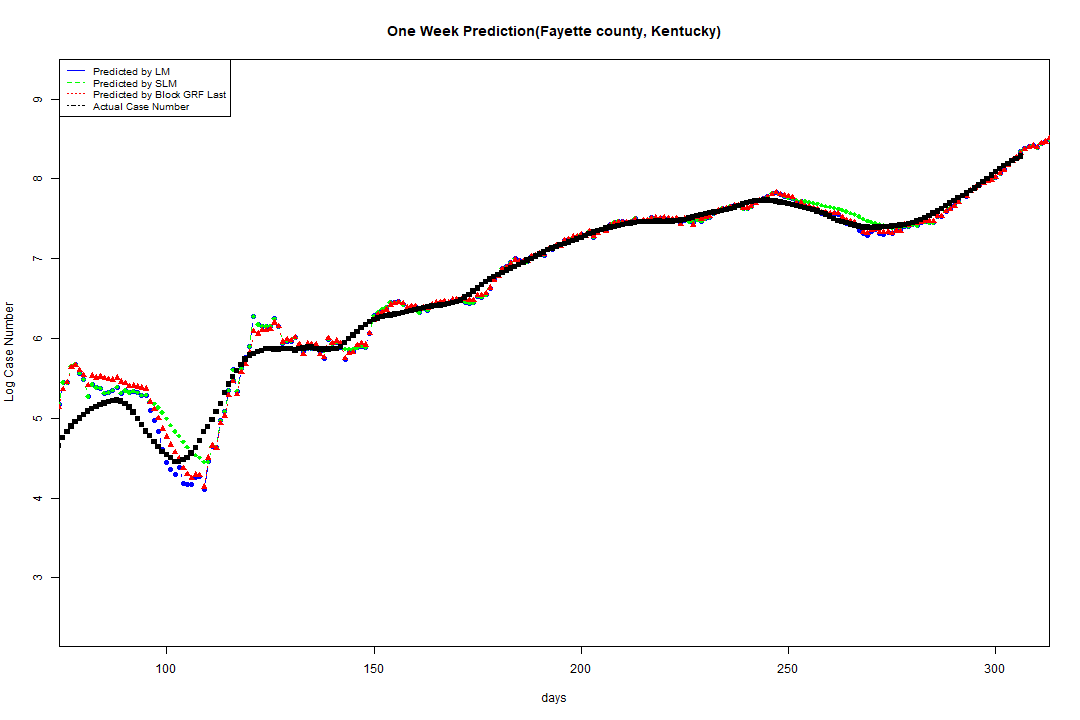 One Week Prediction(Fayette county, Kentucky)
Predicted by LM
Predicted by SLM
Predicted by Block GRF Last
Actual Case Number
9
8
7
6
5
4
3
Log Case Number
100 150 200 250 300
days